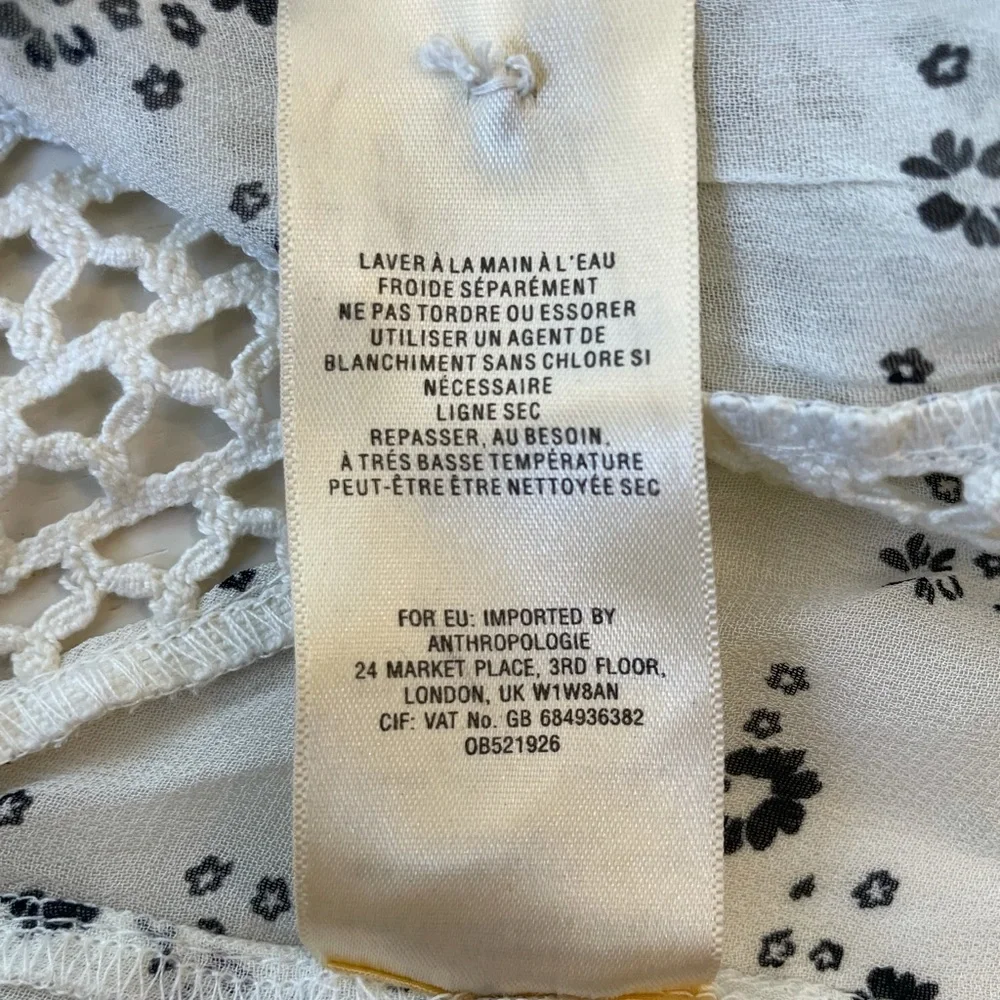 LAVER À LA MAIN À L'EAU
FROIDE SÉPARÉMENT
NE PAS TORDRE OU ESSORER
UTILISER UN AGENT DE
BLANCHIMENT SANS CHLORE SI
NÉCESSAIRE
LIGNE SEC
REPASSER, AU BESOIN,
À TRÉS BASSE TEMPÉRATURE
PEUT-ÊTRE ÊTRE NETTOYÉE SEC
FOR EU: IMPORTED BY
ANTHROPOLOGIE
24 MARKET PLACE, 3RD FLOOR,
LONDON, UK W1W8AN
CIF: VAT No. GB 684936382
OB521926